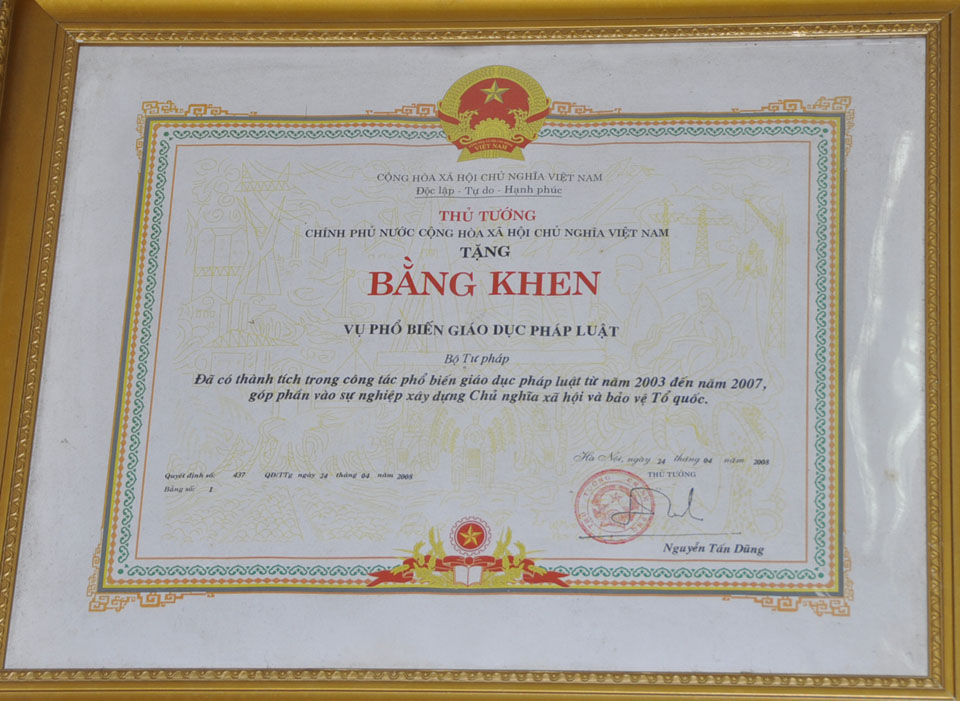 VIỆT NAM
CỘNG HÒA XÃ HỘI CHỦ NGHĨA VIỆT NAM
Độc lập - Tự do - Hạnh phúc
THỦ TƯỚNG
CHÍNH PHỦ NƯỚC CỘNG HÒA XÃ HỘI CHỦ NGHĨA VIỆT NAM
TẶNG
BẰNG KHEN
VỤ PHỔ BIẾN GIÁO DỤC PHÁP LUẬT
Bộ Tư pháp
Đã có thành tích trong công tác phổ biến giáo dục pháp luật từ năm 2003 đến năm 2007,
góp phần vào sự nghiệp xây dựng Chủ nghĩa xã hội và bảo vệ Tổ quốc.
Quyết định số: 437 QĐ/TTg ngày 24 tháng 04 năm 2008
Bảng số: 1
Hà Nội, ngày 24 tháng 04 năm 2008
THỦ TƯỚNG
Nguyễn Tấn Dũng